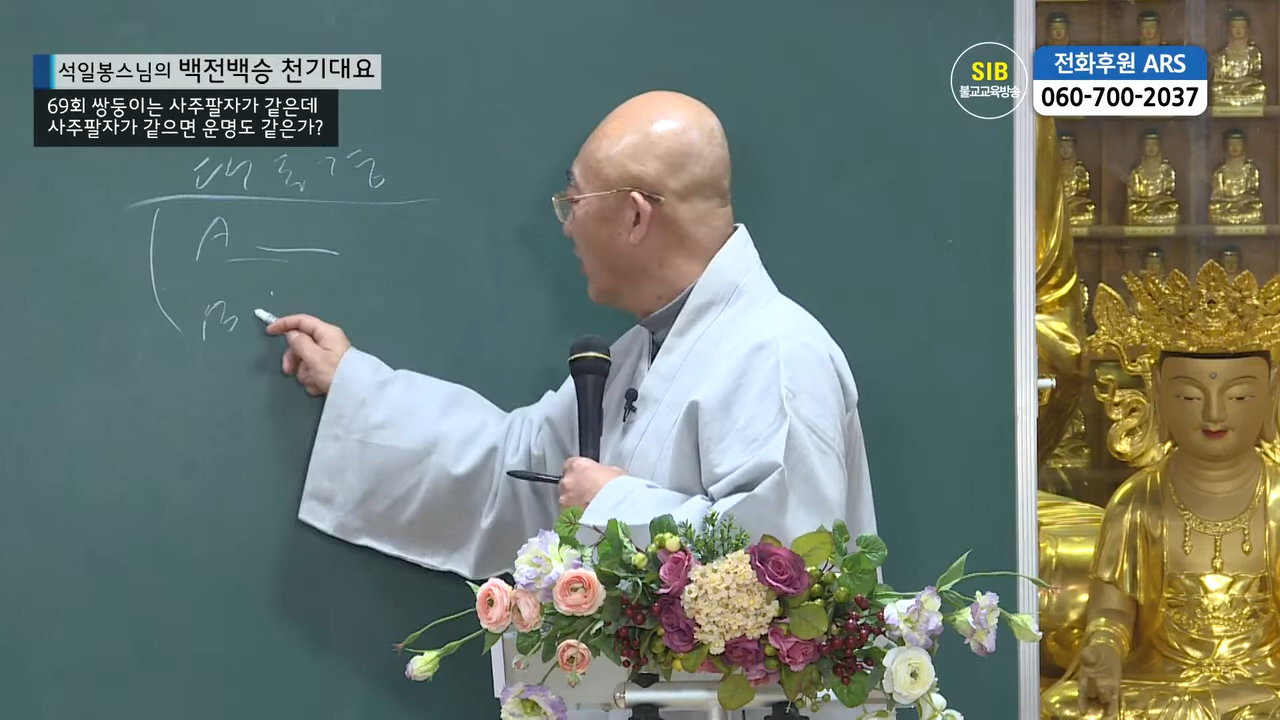 석일봉스님의 백전백승 천기대요
69회 쌍둥이는 사주팔자가 같은데
사주팔자가 같으면 운명도 같은가?
SIB
불교교육방송
전화후원 ARS
060-700-2037
A
B